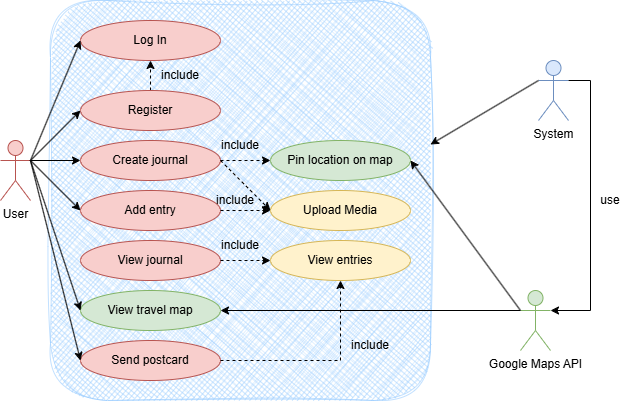 Log In
include
Register
include
Create journal
Pin location on map
System
User
Add entry
include
Upload Media
use
include
View journal
View entries
View travel map
include
Send postcard
Google Maps API